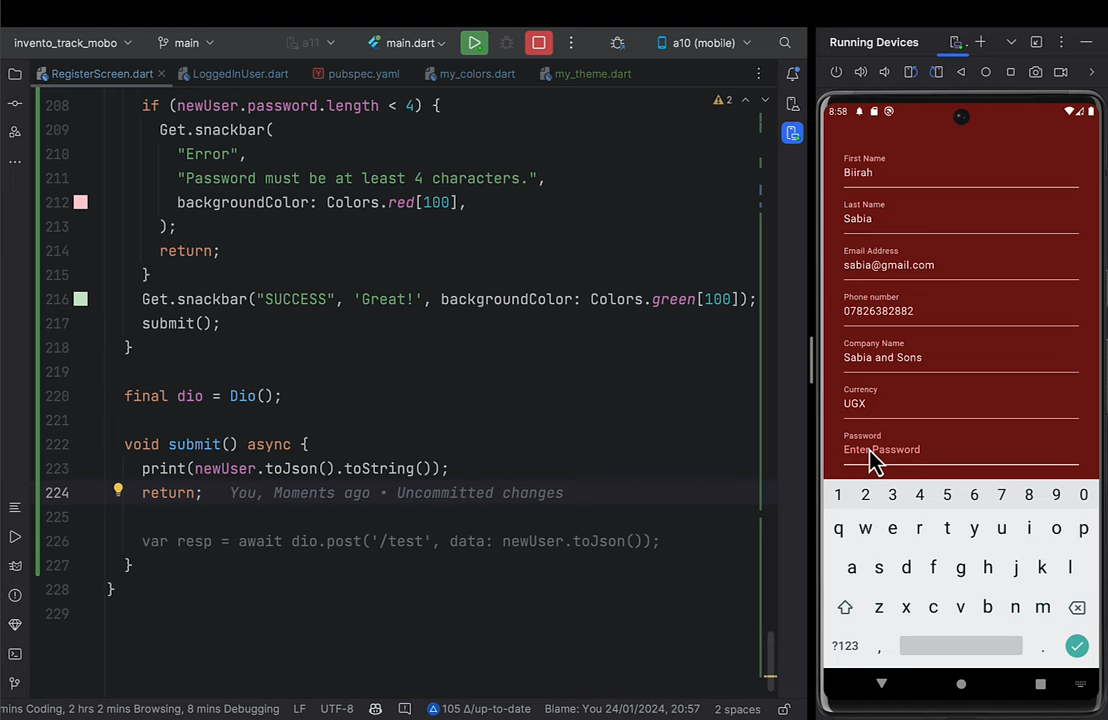 invento_track_mobo main a11 main.dart a10 (mobile)
RegisterScreen.dart LoggedInUser.dart pubspec.yaml my_colors.dart my_theme.dart
2
208 if (newUser.password.length < 4) {
209 Get.snackbar(
210 "Error",
211 "Password must be at least 4 characters.",
212 backgroundColor: Colors.red[100],
213 );
214 return;
215 }
216 Get.snackbar("SUCCESS", 'Great!', backgroundColor: Colors.green[100]);
217 submit();
218 }
219
220 final dio = Dio();
221
222 void submit() async {
223 print(newUser.toJson().toString());
224 return; You, Moments ago • Uncommitted changes
225
226 var resp = await dio.post('/test', data: newUser.toJson());
227 }
228 }
229
mins Coding, 2 hrs 2 mins Browsing, 8 mins Debugging LF UTF-8 105 Δ/up-to-date Blame: You 24/01/2024, 20:57 2 spaces
Running Devices
8:58
First Name
Biirah
Last Name
Sabia
Email Address
sabia@gmail.com
Phone number
07826382882
Company Name
Sabia and Sons
Currency
UGX
Password
Enter Password
1 2 3 4 5 6 7 8 9 0
q w e r t y u i o p
a s d f g h j k l
z x c v b n m
?123 , .